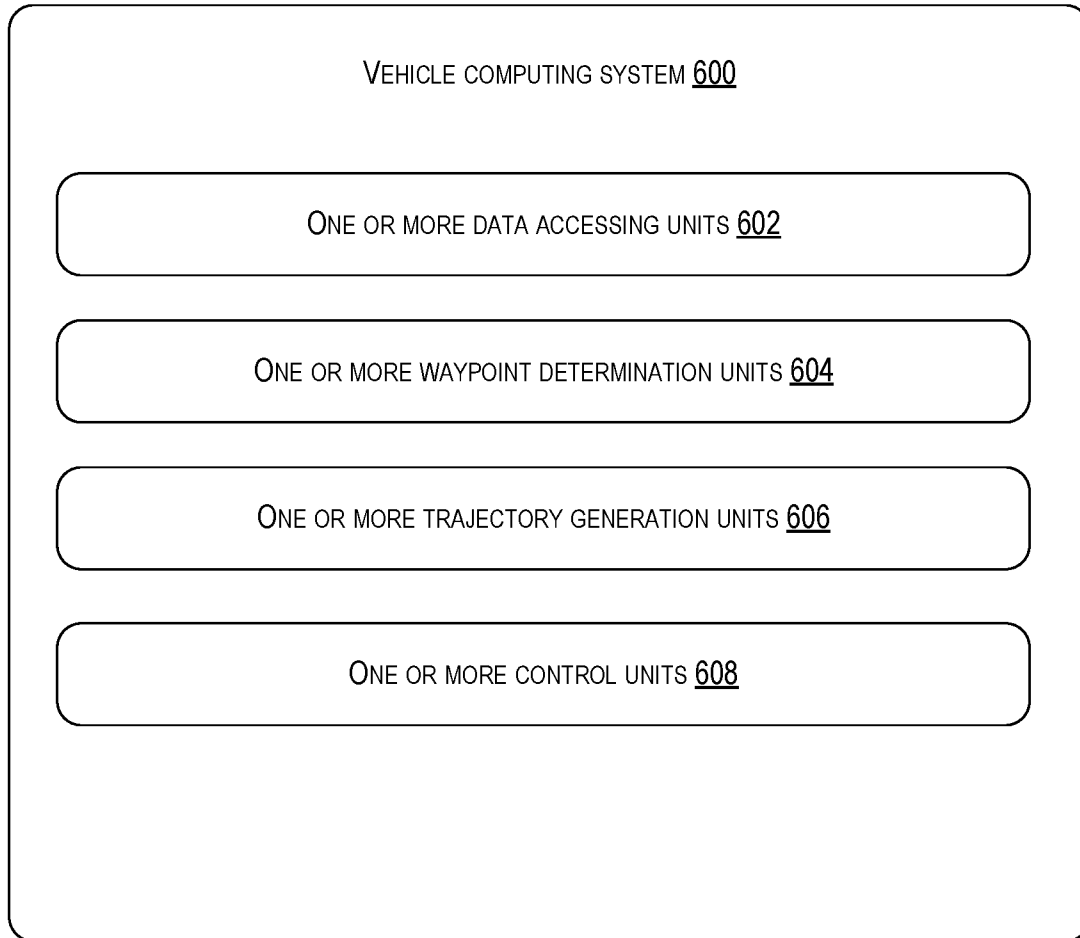 VEHICLE COMPUTING SYSTEM 600
ONE OR MORE DATA ACCESSING UNITS 602
ONE OR MORE WAYPOINT DETERMINATION UNITS 604
ONE OR MORE TRAJECTORY GENERATION UNITS 606
ONE OR MORE CONTROL UNITS 608